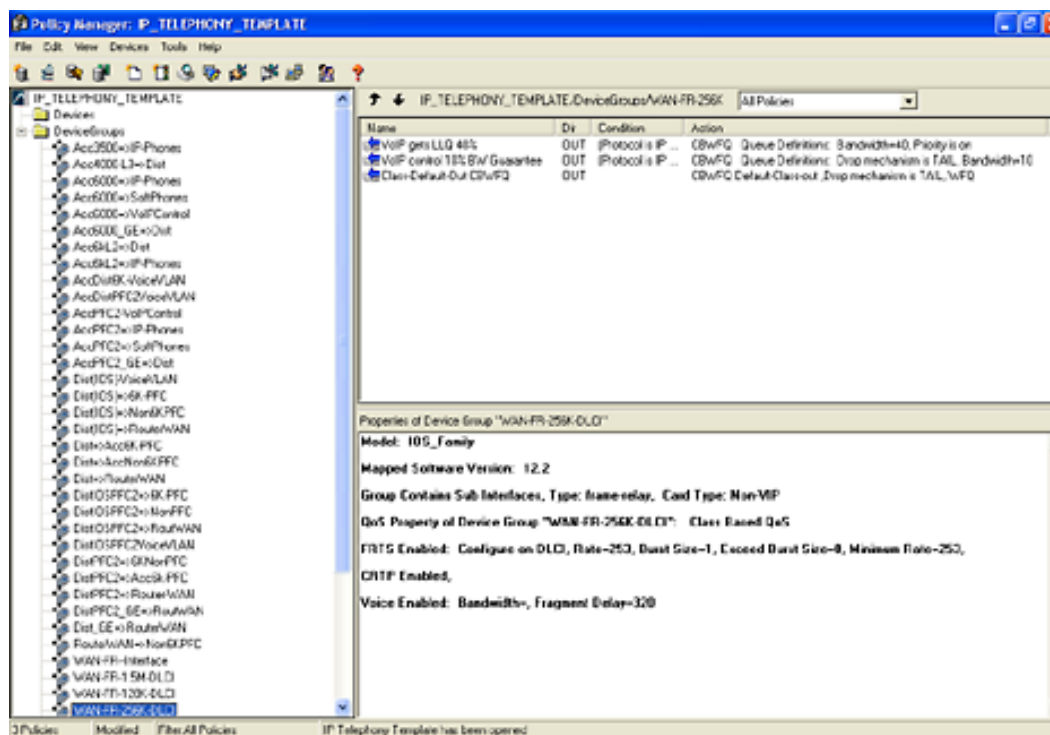 Policy Manager: IP_TELEPHONY_TEMPLATE
File Edit View Devices Tools Help
IP_TELEPHONY_TEMPLATE
Devices
DeviceGroups
Acc3500=>IP-Phones
Acc4000-L3=>Dist
Acc6000=>IP-Phones
Acc6000=>SoftPhones
Acc6000=>VoIPControl
Acc6000_GE=>Dist
Acc6kL2=>Dist
Acc6kL2=>IP-Phones
AccDist6K-VoiceVLAN
AccDistPFC2VoiceVLAN
AccPFC2-VoIPControl
AccPFC2=>IP-Phones
AccPFC2=>SoftPhones
AccPFC2_GE=>Dist
Dist(IOS)-VoiceVLAN
Dist(IOS)=>6K-PFC
Dist(IOS)=>Non6KPFC
Dist(IOS)=>RouterWAN
Dist=>Acc6K-PFC
Dist=>AccNon6KPFC
Dist=>RouterWAN
DistOSPFC2=>6K-PFC
DistOSPFC2=>NonPFC
DistOSPFC2=>RoutWAN
DistOSPFC2VoiceVLAN
DistPFC2=>6KNonPFC
DistPFC2=>Acc6k-PFC
DistPFC2=>RouterWAN
DistPFC2_GE=>RoutWAN
Dist_GE=>RouterWAN
RouterWAN=>Non6KPFC
WAN-FR-Interface
WAN-FR-1.5M-DLCI
WAN-FR-128K-DLCI
WAN-FR-256K-DLCI
IP_TELEPHONY_TEMPLATE/DeviceGroups/WAN-FR-256K All Policies
Name Dir Condition Action
VoIP gets LLQ 40% OUT (Protocol is IP ... CBWFQ Queue Definitions: Bandwidth=40, Priority is on
VoIP control 10% BW Guarantee OUT (Protocol is IP ... CBWFQ Queue Definitions: Drop mechanism is TAIL, Bandwidth=10
Class-Default-Out CBWFQ OUT CBWFQ Default-Class-out ,Drop mechanism is TAIL, WFQ
Properties of Device Group "WAN-FR-256K-DLCI"
Model: IOS_Family
Mapped Software Version: 12.2
Group Contains Sub Interfaces, Type: frame-relay, Card Type: Non-VIP
QoS Property of Device Group "WAN-FR-256K-DLCI": Class Based QoS
FRTS Enabled: Configure on DLCI, Rate=253, Burst Size=1, Exceed Burst Size=0, Minimum Rate=253,
CRTP Enabled,
Voice Enabled: Bandwidth=, Fragment Delay=320
3 Policies Modified Filter:All Policies IP Telephony Template has been opened